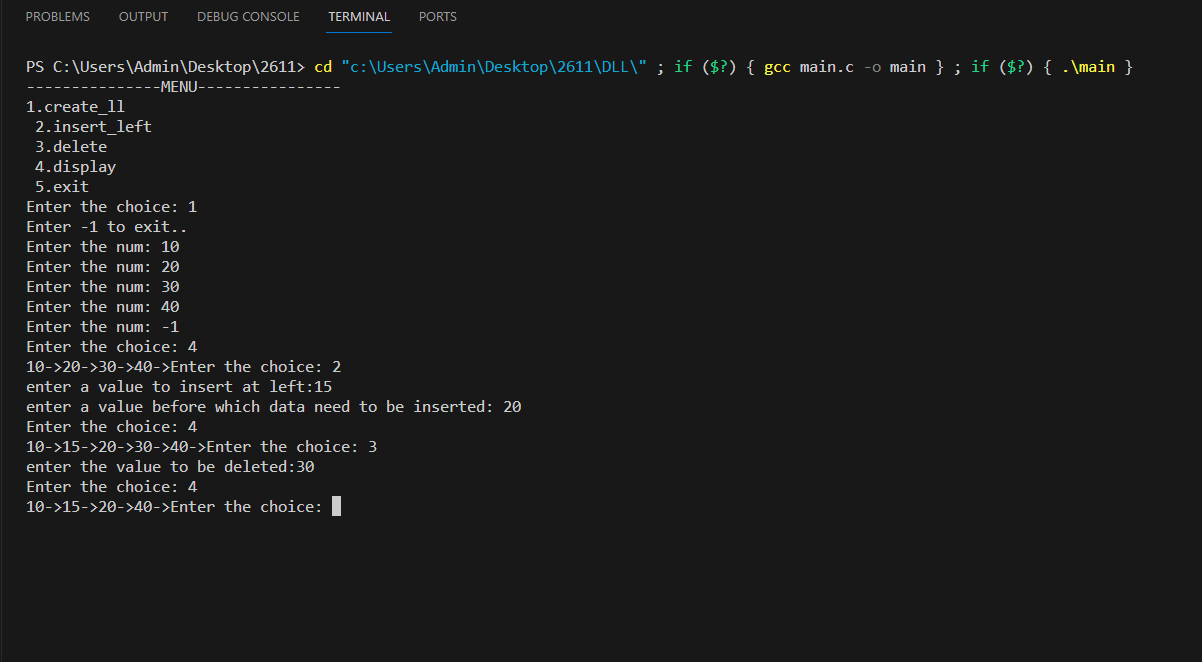 PROBLEMS OUTPUT DEBUG CONSOLE TERMINAL PORTS
PS C:\Users\Admin\Desktop\2611> cd "c:\Users\Admin\Desktop\2611\DLL\" ; if ($?) { gcc main.c -o main } ; if ($?) { .\main }
---------------MENU----------------
1.create_ll
 2.insert_left
 3.delete
 4.display
 5.exit
Enter the choice: 1
Enter -1 to exit..
Enter the num: 10
Enter the num: 20
Enter the num: 30
Enter the num: 40
Enter the num: -1
Enter the choice: 4
10->20->30->40->Enter the choice: 2
enter a value to insert at left:15
enter a value before which data need to be inserted: 20
Enter the choice: 4
10->15->20->30->40->Enter the choice: 3
enter the value to be deleted:30
Enter the choice: 4
10->15->20->40->Enter the choice: